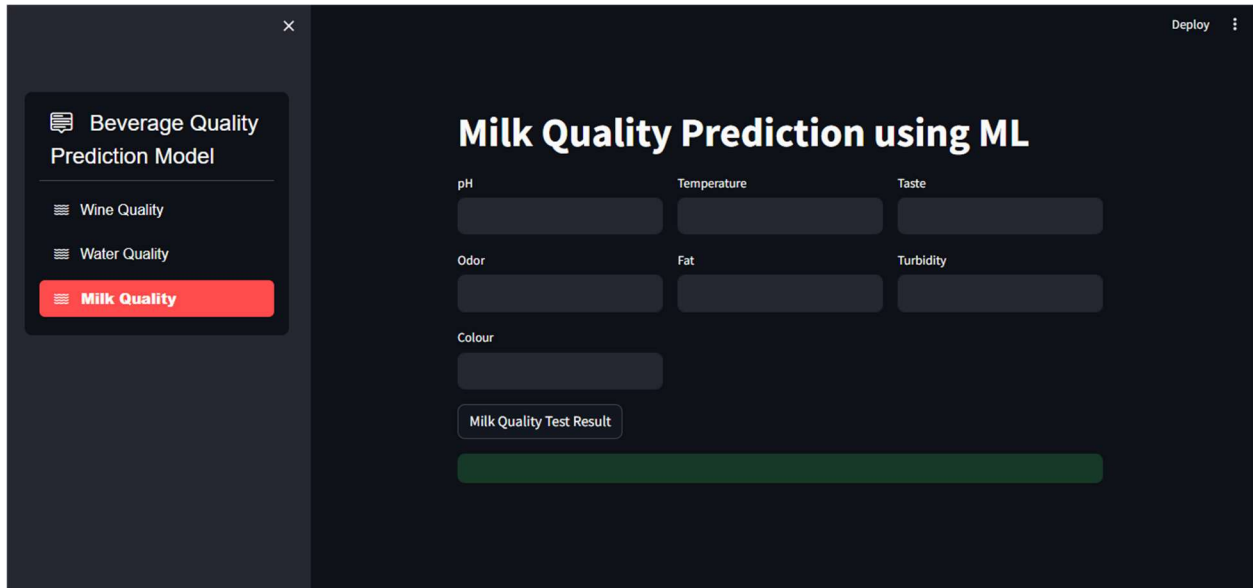 Deploy
Beverage Quality
Prediction Model
Wine Quality
Water Quality
Milk Quality
Milk Quality Prediction using ML
pH Temperature Taste
Odor Fat Turbidity
Colour
Milk Quality Test Result